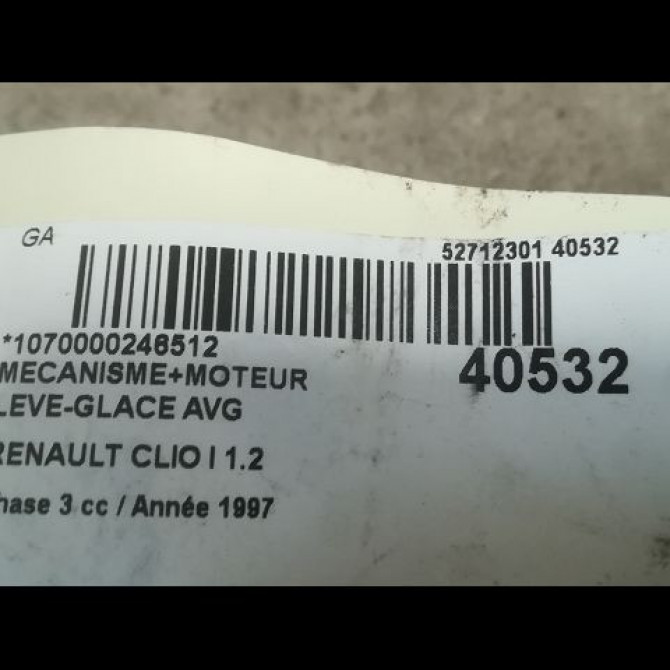 GA
52712301 40532
*1070000246512
40532
MECANISME+MOTEUR
LEVE-GLACE AVG
RENAULT CLIO I 1.2
hase 3 cc / Année 1997